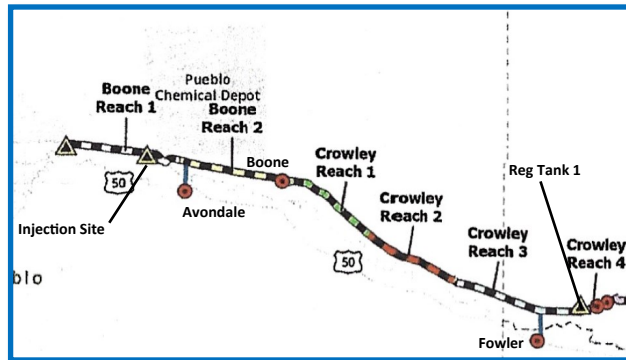 Boone
Reach 1
Pueblo
Chemical Depot
Boone
Reach 2
Boone
50
Avondale
Injection Site
Crowley
Reach 1
Crowley
Reach 2
50
Crowley
Reach 3
Reg Tank 1
Crowley
Reach 4
Fowler
blo